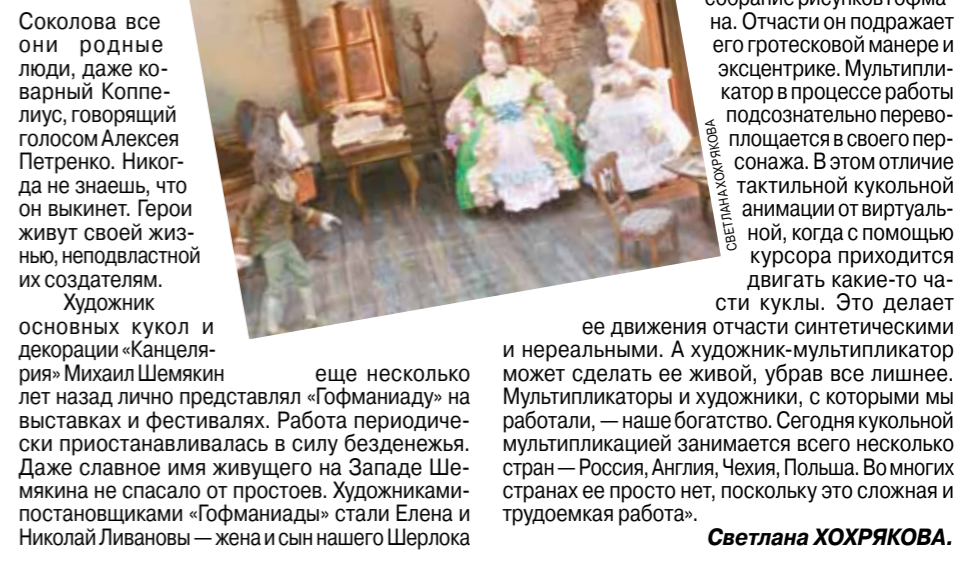 Соколова все
они родные
люди, даже ко-
варный Коппе-
лиус, говорящий
голосом Алексея
Петренко. Никог-
да не знаешь, что
он выкинет. Герои
живут своей жиз-
нью, неподвластной
их создателям.
Художник
основных кукол и
декорации «Канцеля-
рия» Михаил Шемякин еще несколько
лет назад лично представлял «Гофманиаду» на
выставках и фестивалях. Работа периодиче-
ски приостанавливалась в силу безденежья.
Даже славное имя живущего на Западе Ше-
мякина не спасало от простоев. Художниками-
постановщиками «Гофманиады» стали Елена и
Николай Ливановы — жена и сын нашего Шерлока
СВЕТЛАНА ХОХРЯКОВА
собрание рисунков Гофма-
на. Отчасти он подражает
его гротесковой манере и
эксцентрике. Мультипли-
катор в процессе работы
подсознательно перево-
площается в своего пер-
сонажа. В этом отличие
тактильной кукольной
анимации от виртуаль-
ной, когда с помощью
курсора приходится
двигать какие-то ча-
сти куклы. Это делает
ее движения отчасти синтетическими
и нереальными. А художник-мультипликатор
может сделать ее живой, убрав все лишнее.
Мультипликаторы и художники, с которыми мы
работали, — наше богатство. Сегодня кукольной
мультипликацией занимается всего несколько
стран — Россия, Англия, Чехия, Польша. Во многих
странах ее просто нет, поскольку это сложная и
трудоемкая работа».
Светлана ХОХРЯКОВА.